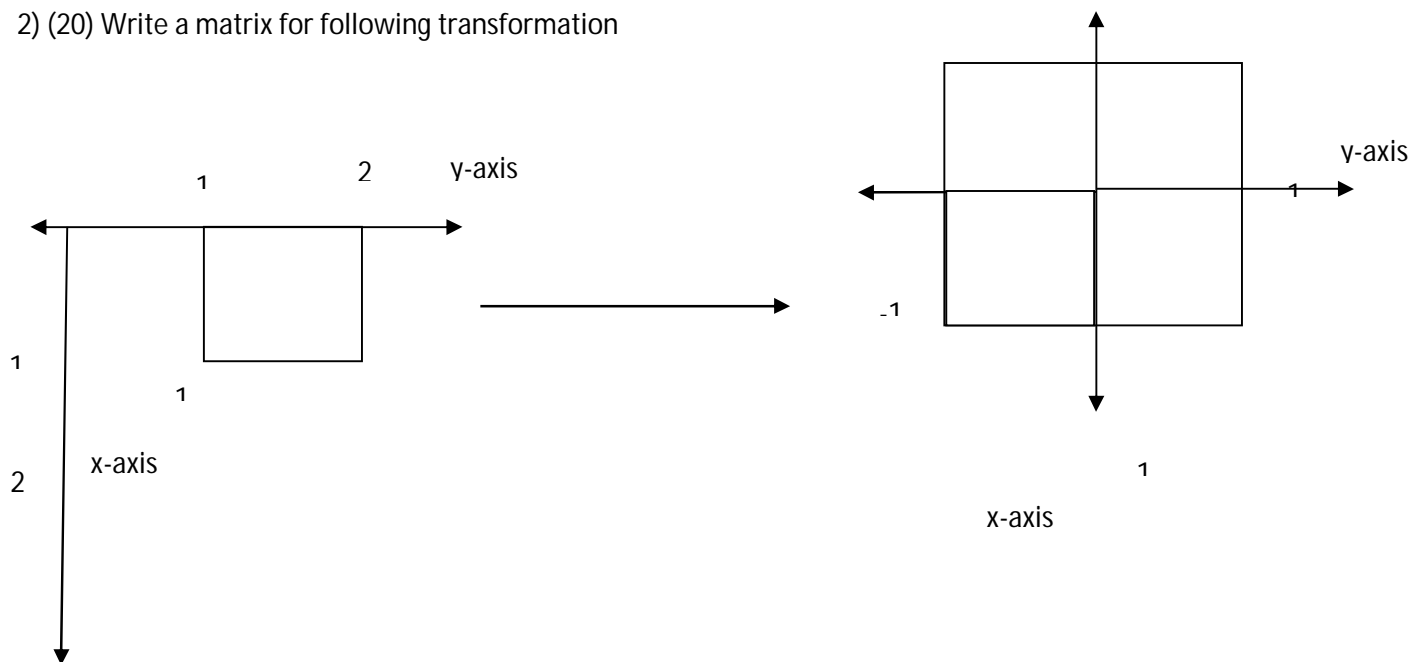 2) (20) Write a matrix for following transformation
1
2
y-axis
y-axis
1
-1
1
1
x-axis
2
1
x-axis